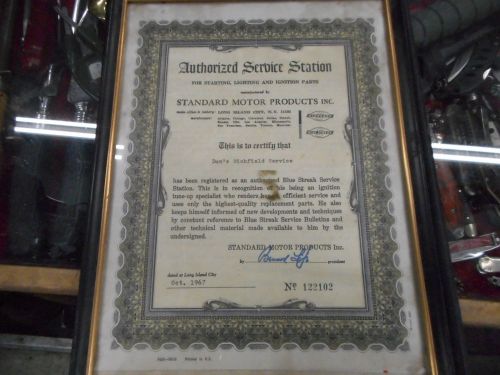 Authorized Service Station
FOR STARTING, LIGHTING AND IGNITION PARTS
manufactured by
STANDARD MOTOR PRODUCTS INC.
LONG ISLAND CITY, N.Y.
This is to certify that
Dan's Richfield Service
has been registered as an authorized Blue Streak Service
Station. This is in recognition of his being an ignition
tune-up specialist who renders efficient service and
uses only the highest-quality replacement parts. He also
keeps himself informed of new developments and techniques
by constant reference to Blue Streak Service Bulletins and
other technical material made available to him by the
undersigned.
STANDARD MOTOR PRODUCTS Inc.
by president
dated at Long Island City
Oct. 1967
Nº 122102
Printed in U.S.